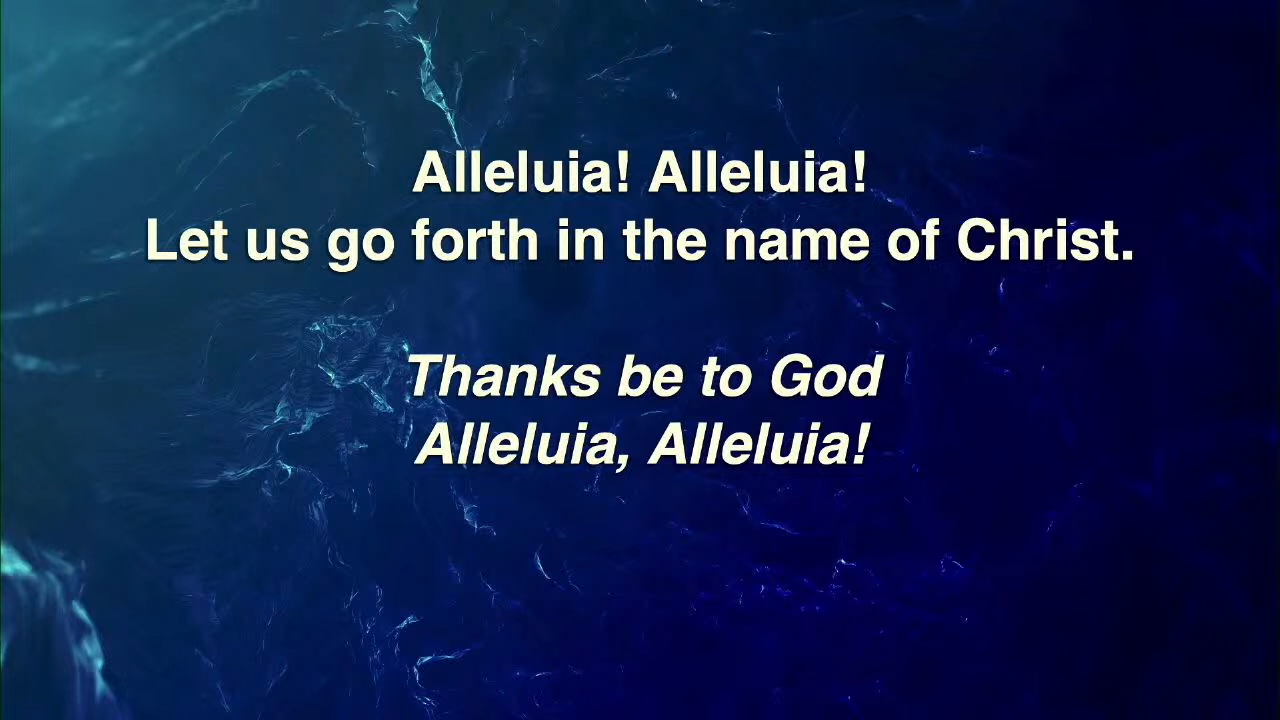 Alleluia! Alleluia!
Let us go forth in the name of Christ.
Thanks be to God
Alleluia, Alleluia!